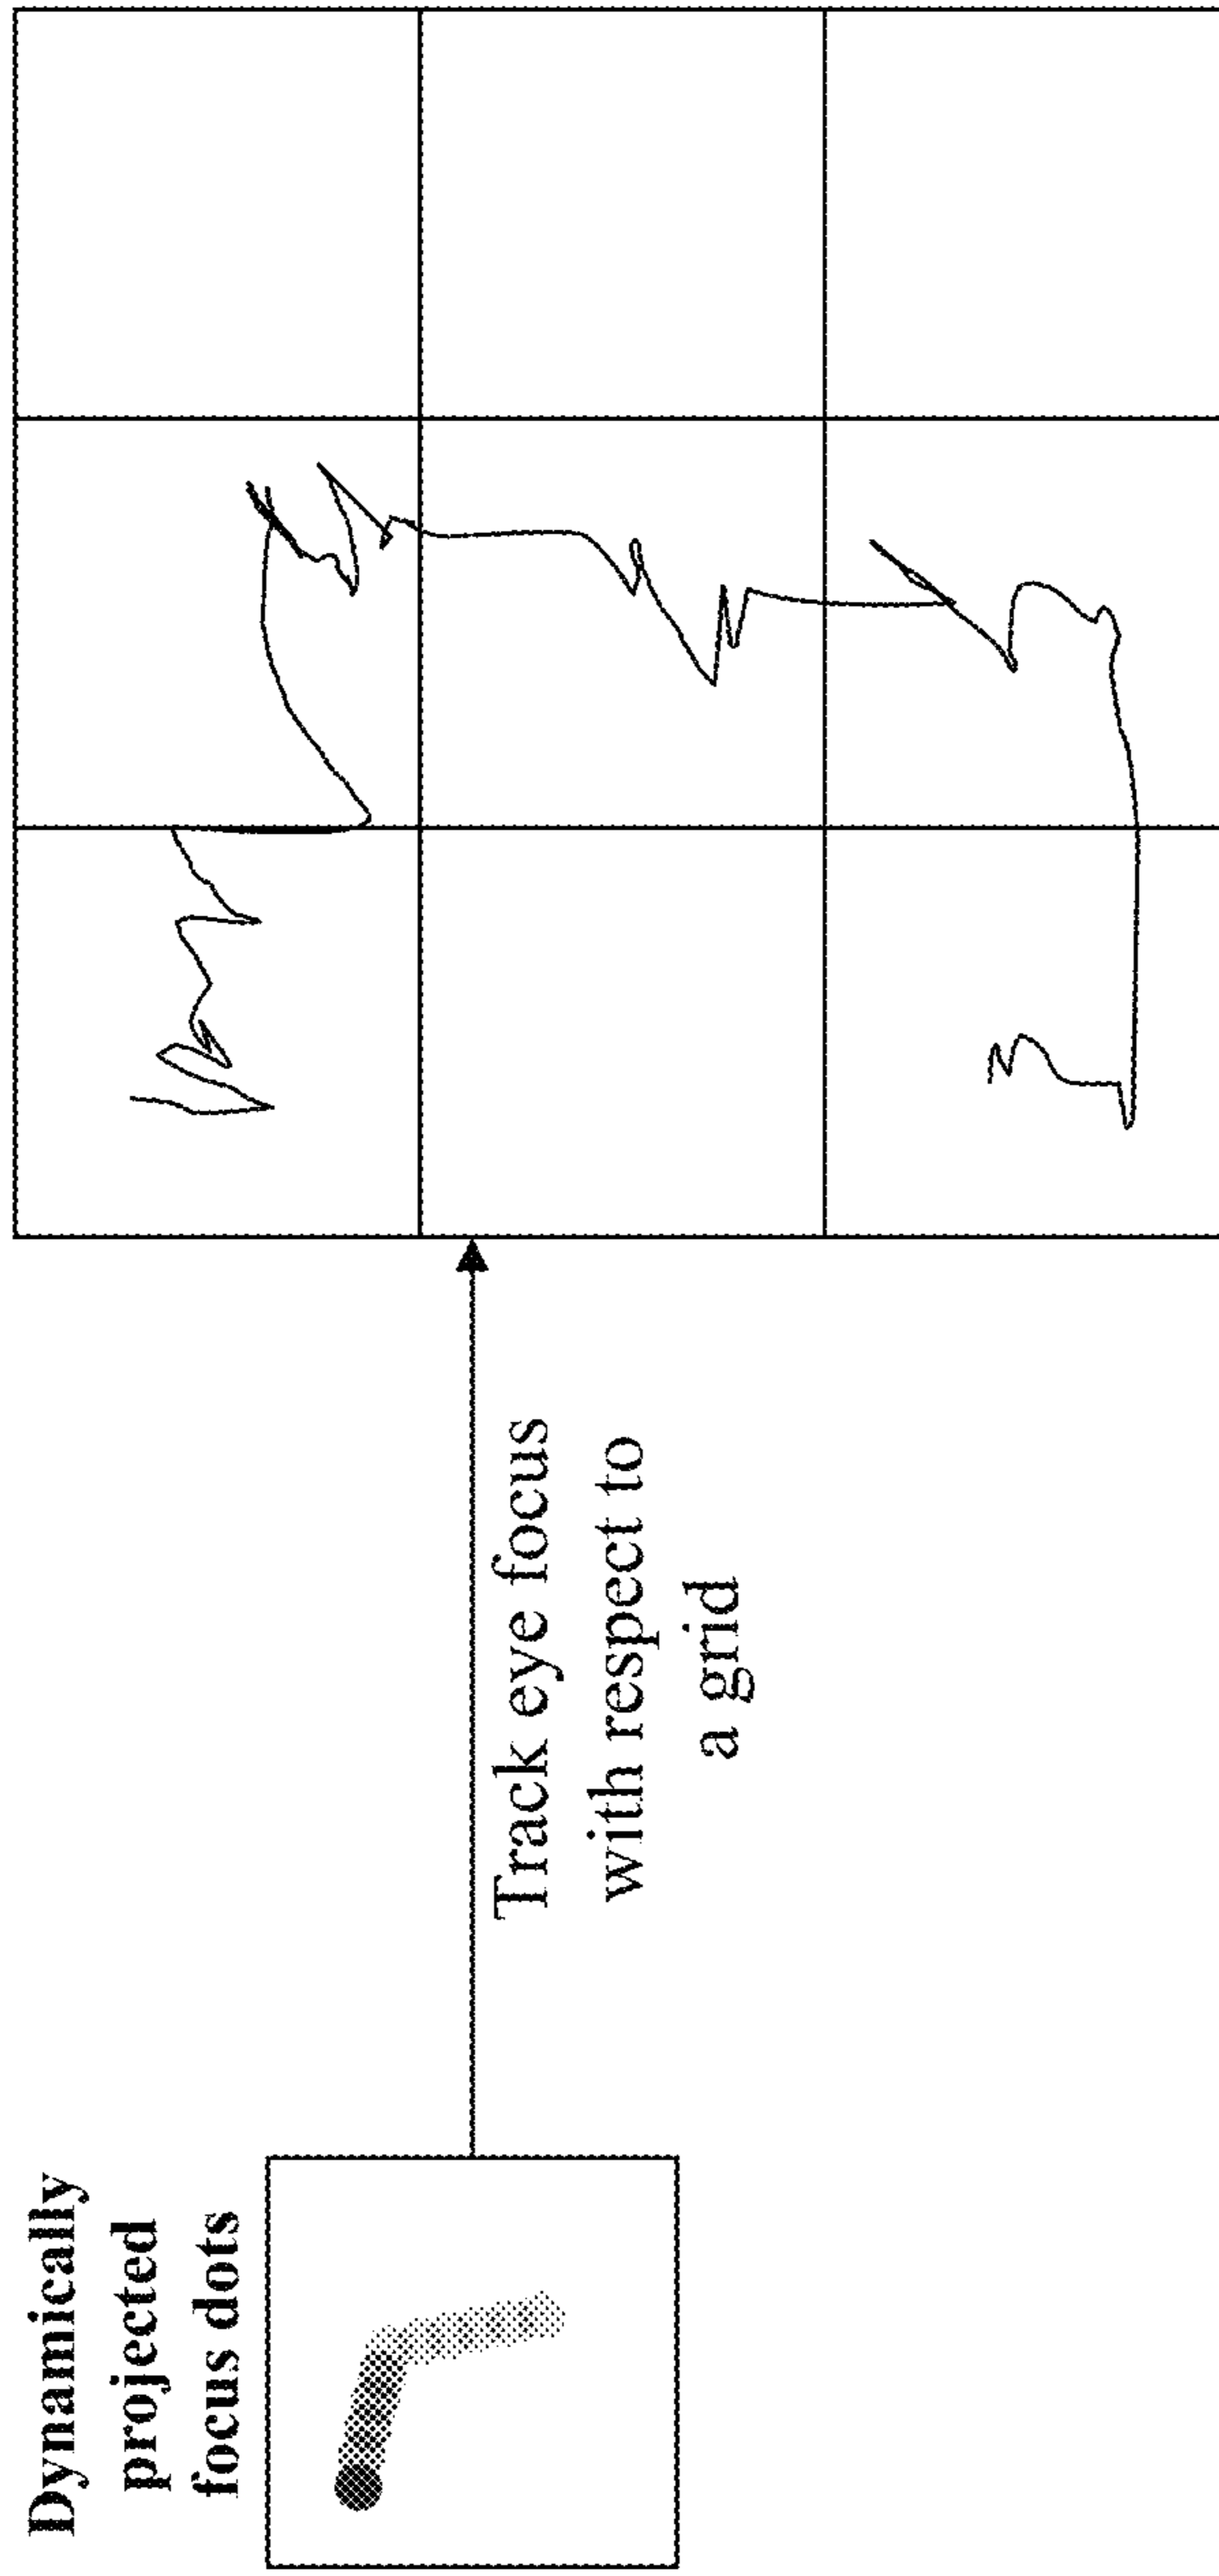 Dynamically
projected
focus dots
Track eye focus
with respect to
a grid